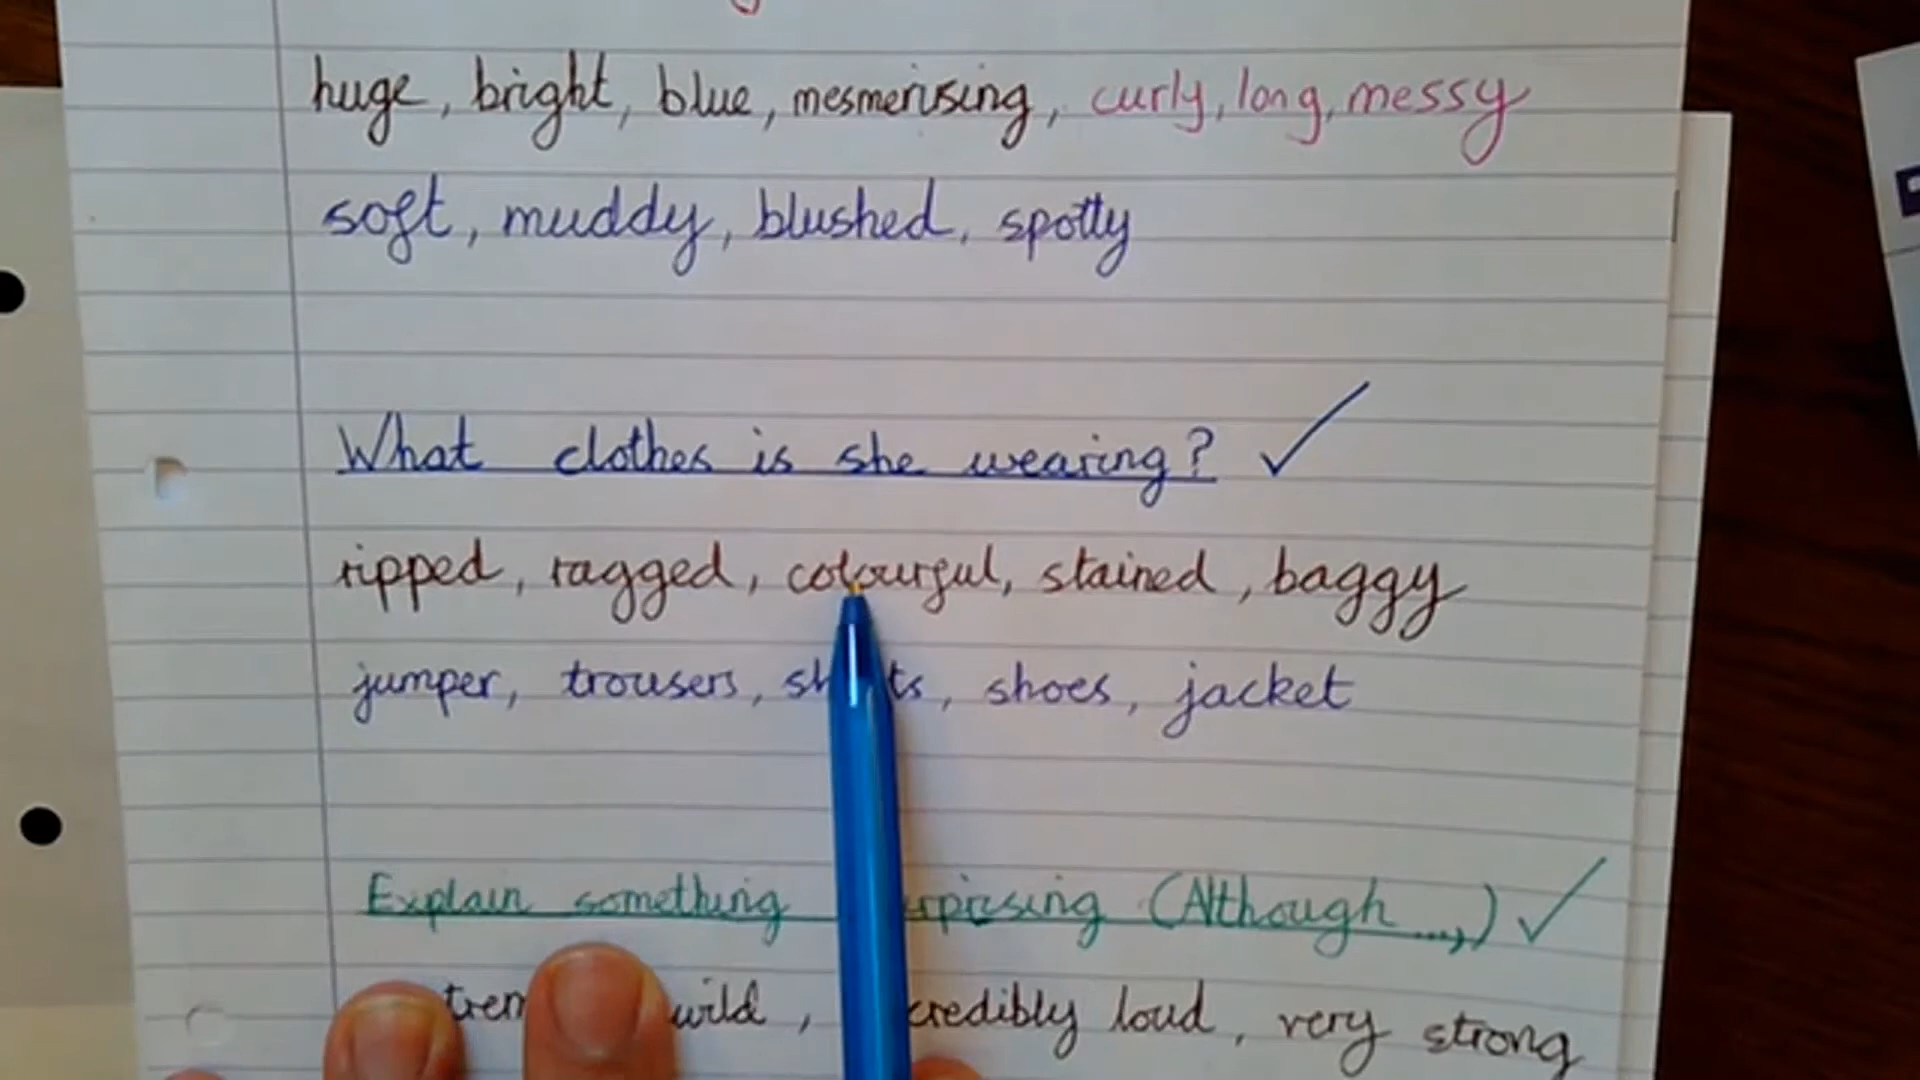 huge, bright, blue, mesmerising, curly, long, messy
soft, muddy, blushed, spotty
What clothes is she wearing? ✓
ripped, ragged, colourful, stained, baggy
jumper, trousers, shoes, jacket
Explain something (Although ...,) ✓
wild, loud, very strong